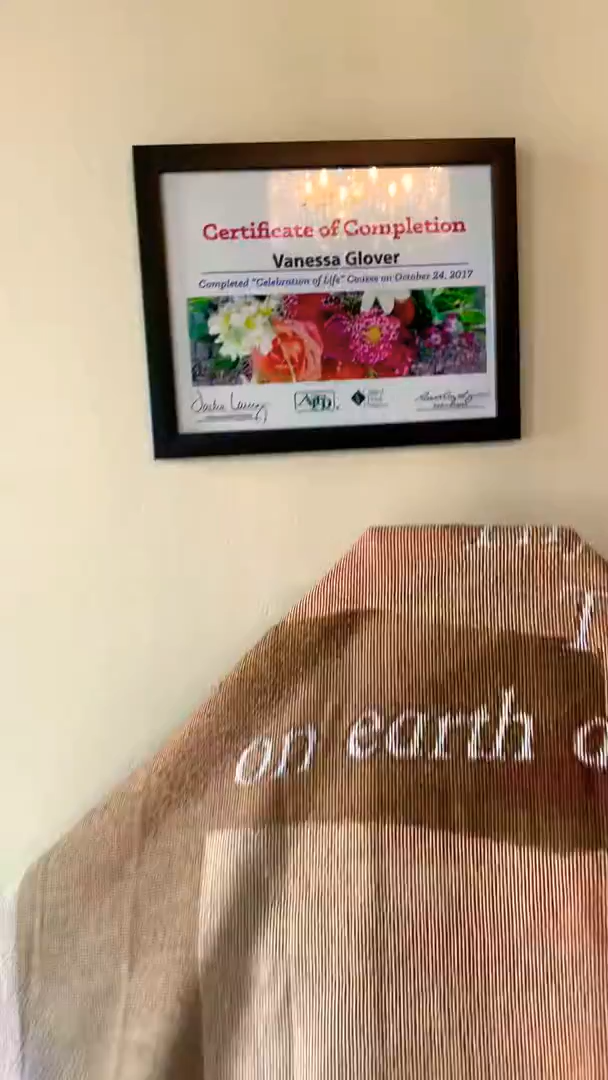 Certificate of Completion
Vanessa Glover
Completed "Celebration of Life" Course on October 24, 2017
on earth